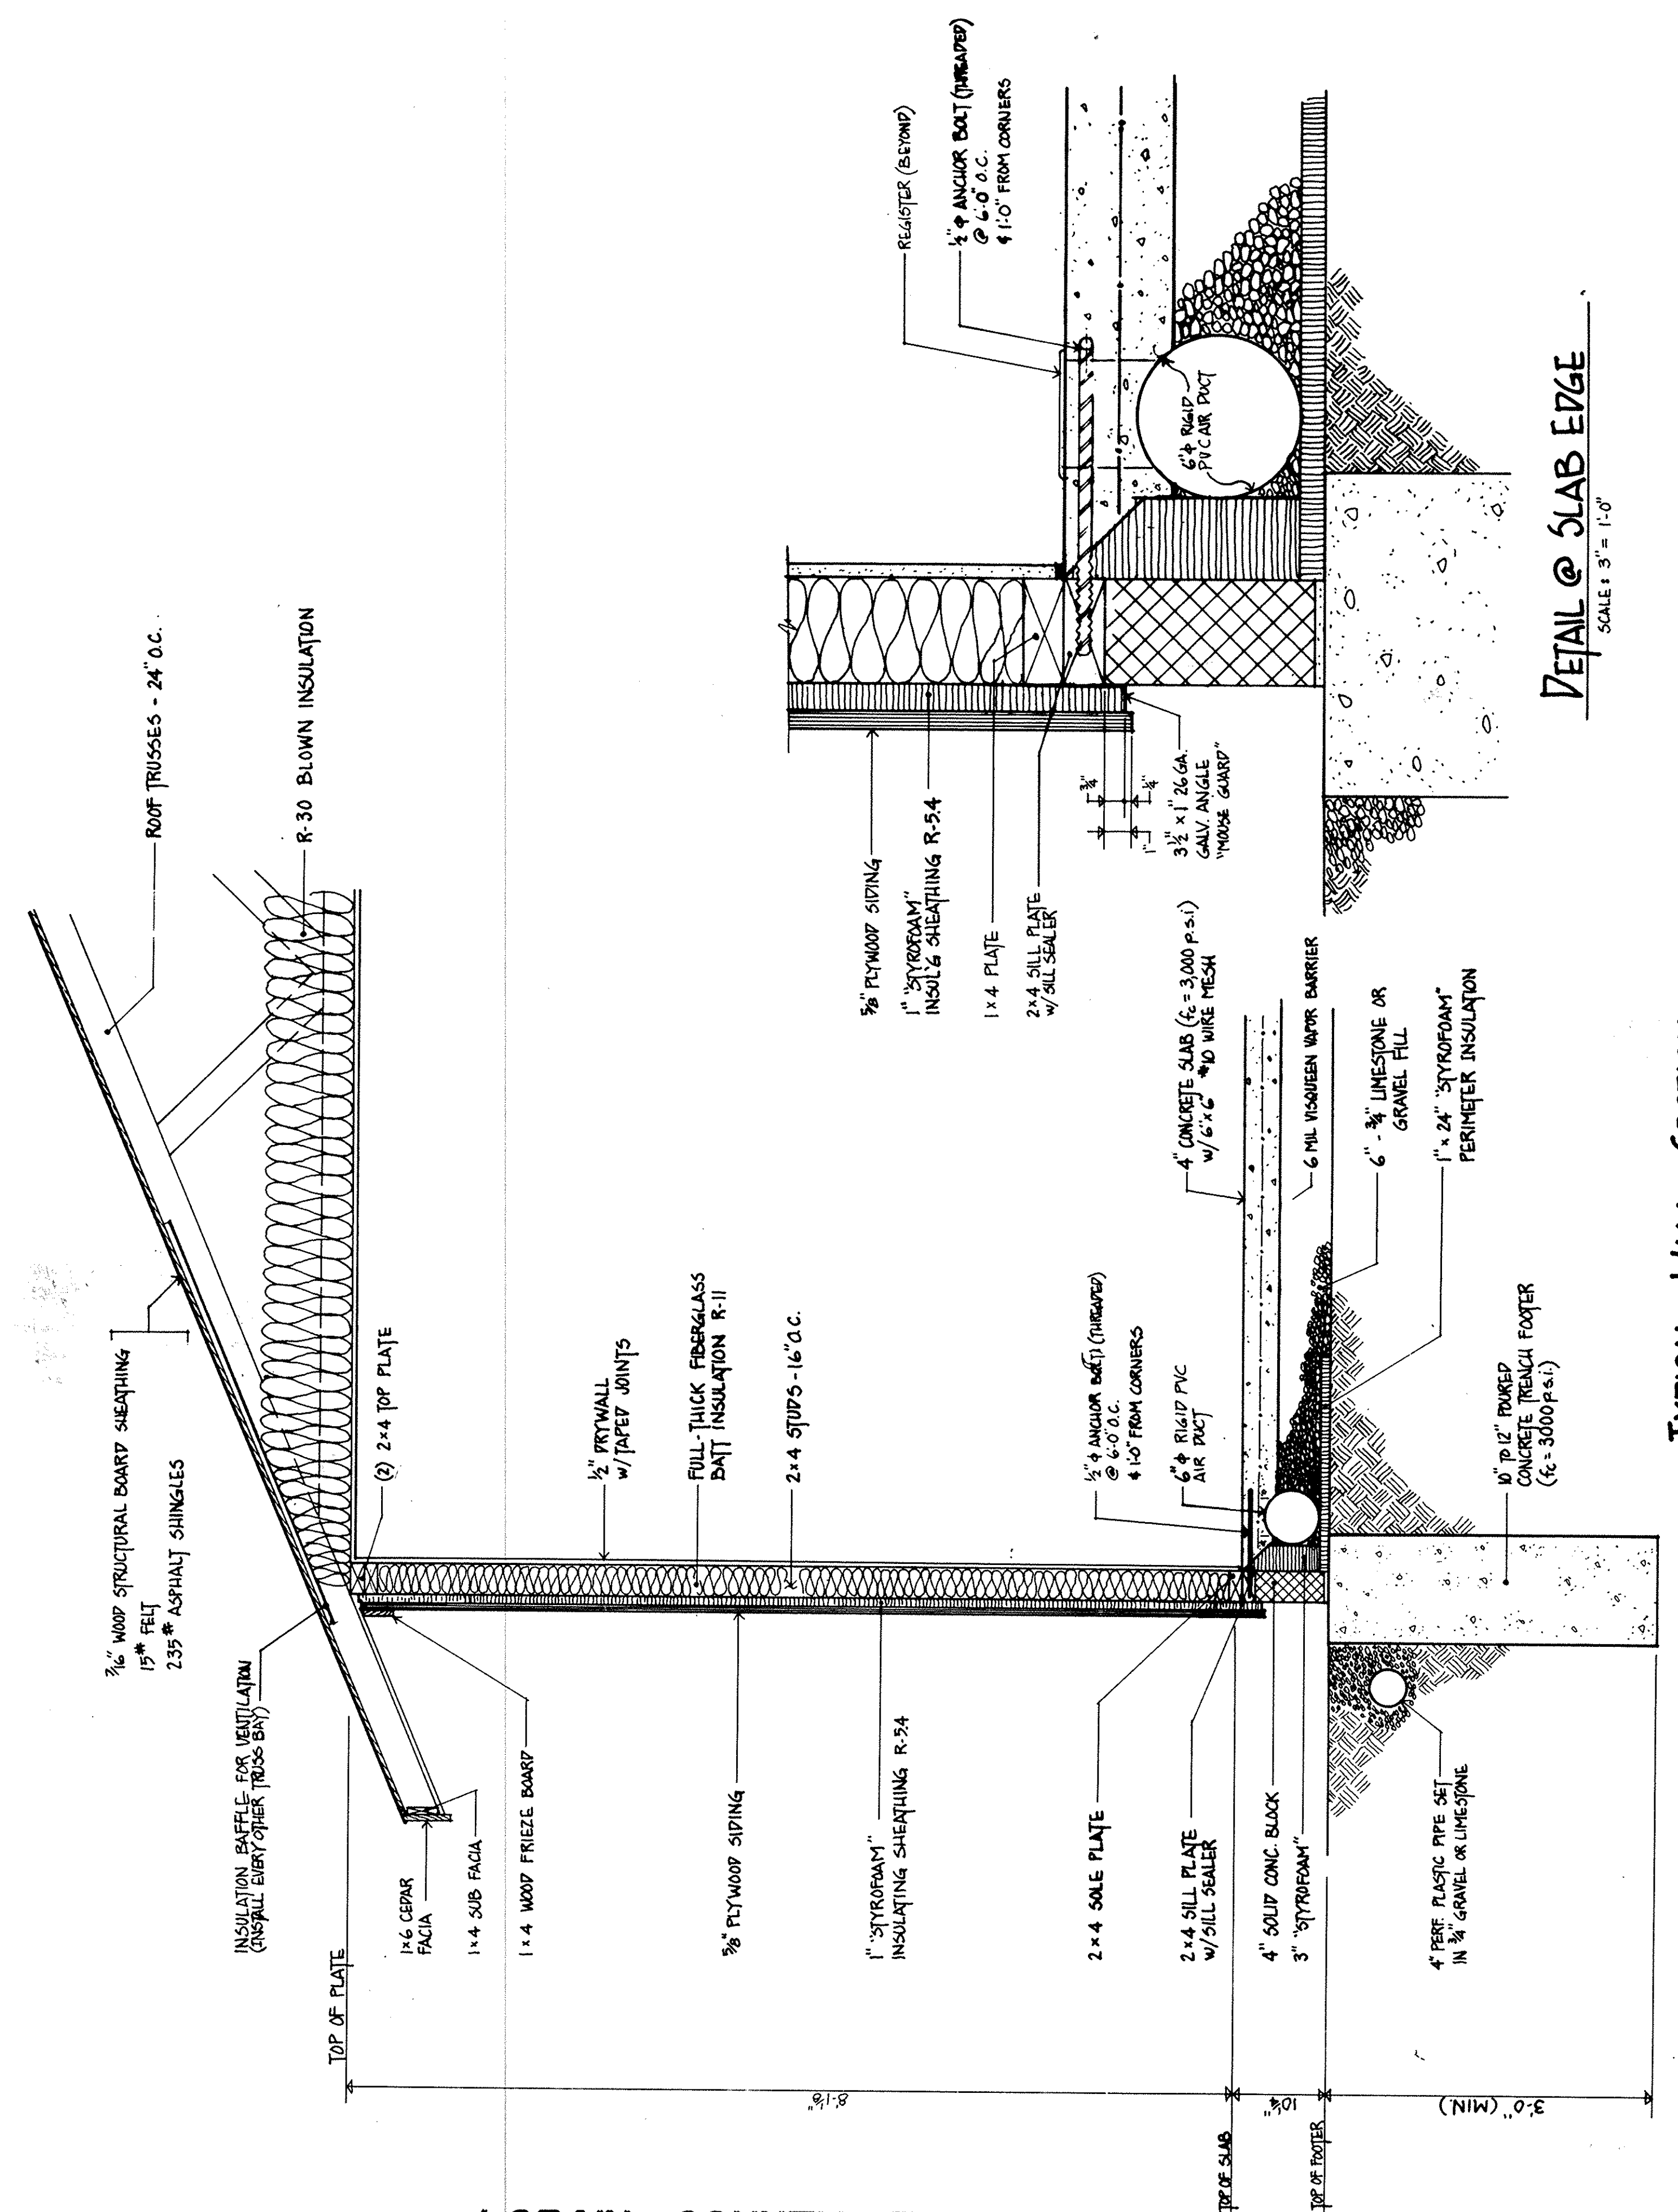 ROOF TRUSSES - 24" O.C.
R-30 BLOWN INSULATION
7/16" WOOD STRUCTURAL BOARD SHEATHING
15# FELT
235# ASPHALT SHINGLES
INSULATION BAFFLE FOR VENTILATION
(INSTALL EVERY OTHER TRUSS BAY)
TOP OF PLATE
1x6 CEDAR
FACIA
1x4 SUB FACIA
1x4 WOOD FRIEZE BOARD
(2) 2x4 TOP PLATE
1/2" DRYWALL
W/TAPED JOINTS
FULL-THICK FIBERGLASS
BATT INSULATION R-11
2x4 STUDS-16" O.C.
5/8" PLYWOOD SIDING
1" "STYROFOAM"
INSULATING SHEATHING R-5.4
1/2" Φ ANCHOR BOLT (THREADED)
@ 6'-0" O.C.
& 1'-0" FROM CORNERS
6" Φ RIGID PVC
AIR DUCT
2x4 SOLE PLATE
2x4 SILL PLATE
W/SILL SEALER
4" SOLID CONC. BLOCK
3" "STYROFOAM"
4" PERF. PLASTIC PIPE SET
IN 3/4" GRAVEL OR LIMESTONE
4" CONCRETE SLAB (fc = 3,000 p.s.i)
W/6"x6" #10 WIRE MESH
6 MIL VISQUEEN VAPOR BARRIER
6" - 3/4" LIMESTONE OR
GRAVEL FILL
1" x 24" "STYROFOAM"
PERIMETER INSULATION
10" TO 12" POURED
CONCRETE TRENCH FOOTER
(fc = 3000 p.s.i.)
8'-1 1/8"
10 1/4"
3'-0" (MIN.)
TOP OF SLAB
TOP OF FOOTER
REGISTER (BEYOND)
1/2" Φ ANCHOR BOLT (THREADED)
@ 6'-0" O.C.
& 1'-0" FROM CORNERS
6" Φ RIGID
PVC AIR DUCT
5/8" PLYWOOD SIDING
1" "STYROFOAM"
INSUL'G SHEATHING R-5.4
1x4 PLATE
2x4 SILL PLATE
W/SILL SEALER
3/4"
1/4"
1"
3 1/2" x 1" 26 GA.
GALV. ANGLE
"MOUSE GUARD"
DETAIL @ SLAB EDGE
SCALE: 3" = 1'-0"